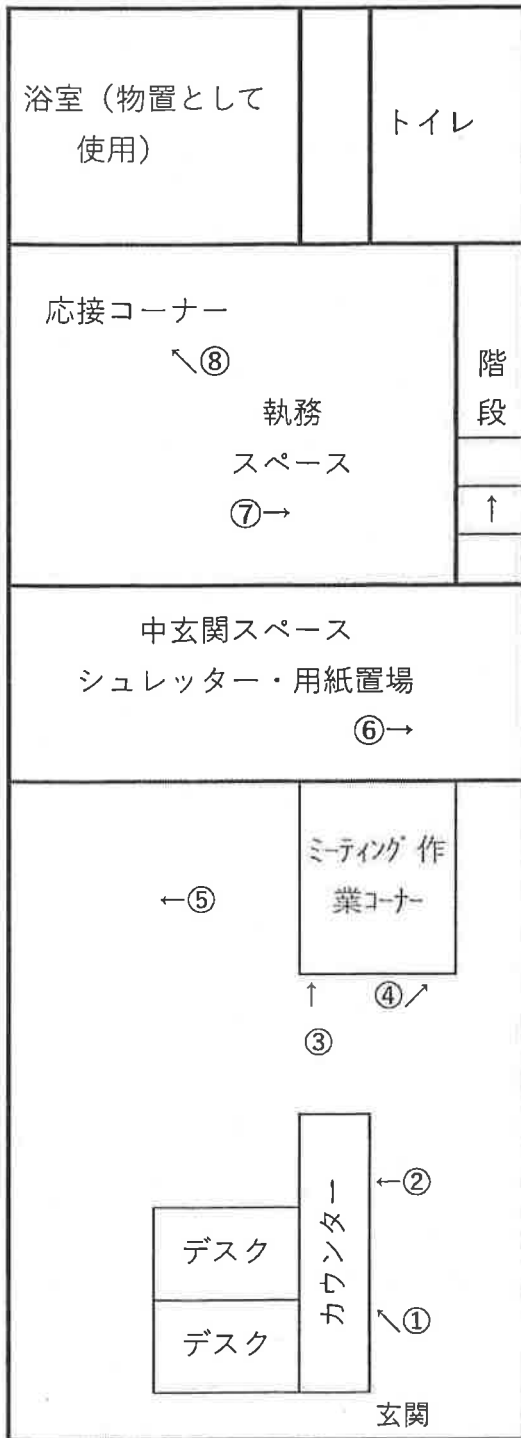 浴室（物置として
使用）
トイレ
応接コーナー
↖⑧
階段
執務
スペース
⑦→
↑
中玄関スペース
シュレッター・用紙置場
⑥→
ミーティング 作
業コーナー
←⑤
↑
④↗
③
カウンター
←②
デスク
デスク
↖①
玄関